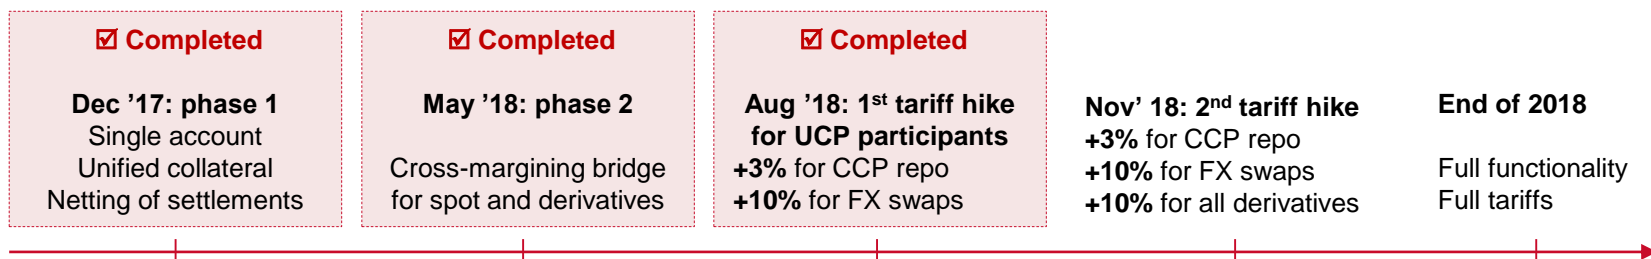 ☑ Completed
Dec ’17: phase 1
Single account
Unified collateral
Netting of settlements
☑ Completed
May ’18: phase 2
Cross-margining bridge
for spot and derivatives
☑ Completed
Aug ’18: 1st tariff hike
for UCP participants
+3% for CCP repo
+10% for FX swaps
Nov’ 18: 2nd tariff hike
+3% for CCP repo
+10% for FX swaps
+10% for all derivatives
End of 2018
Full functionality
Full tariffs